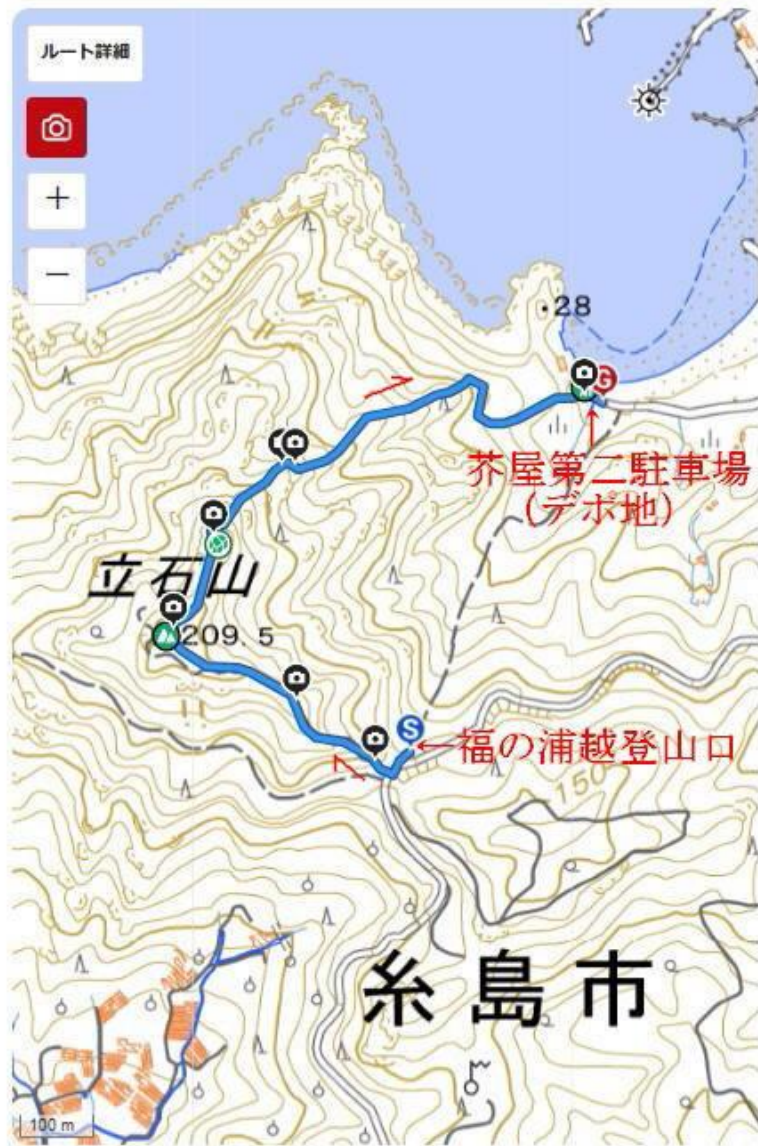 ルート詳細
+
−
28
G
芥屋第二駐車場
(デポ地)
立石山
209.5
S
←福の浦越登山口
150
糸島市
100 m